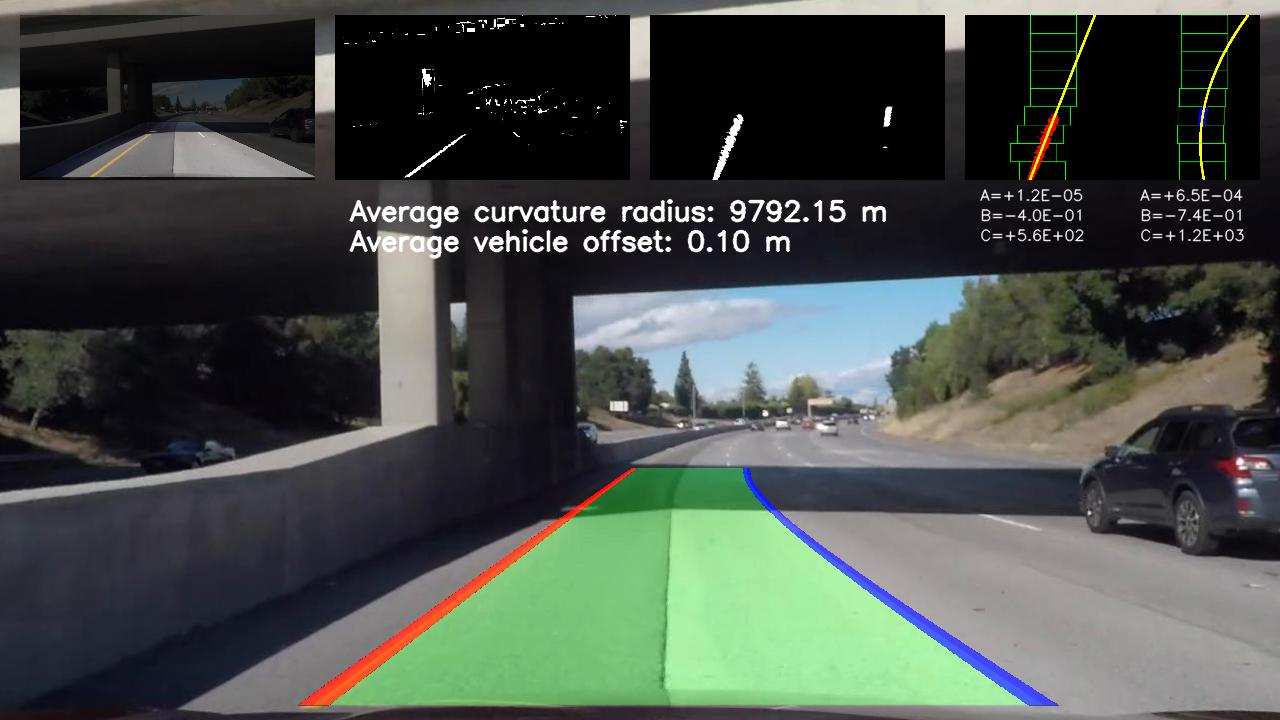 Average curvature radius: 9792.15 m
Average vehicle offset: 0.10 m
A=+1.2E-05
B=-4.0E-01
C=+5.6E+02
A=+6.5E-04
B=-7.4E-01
C=+1.2E+03